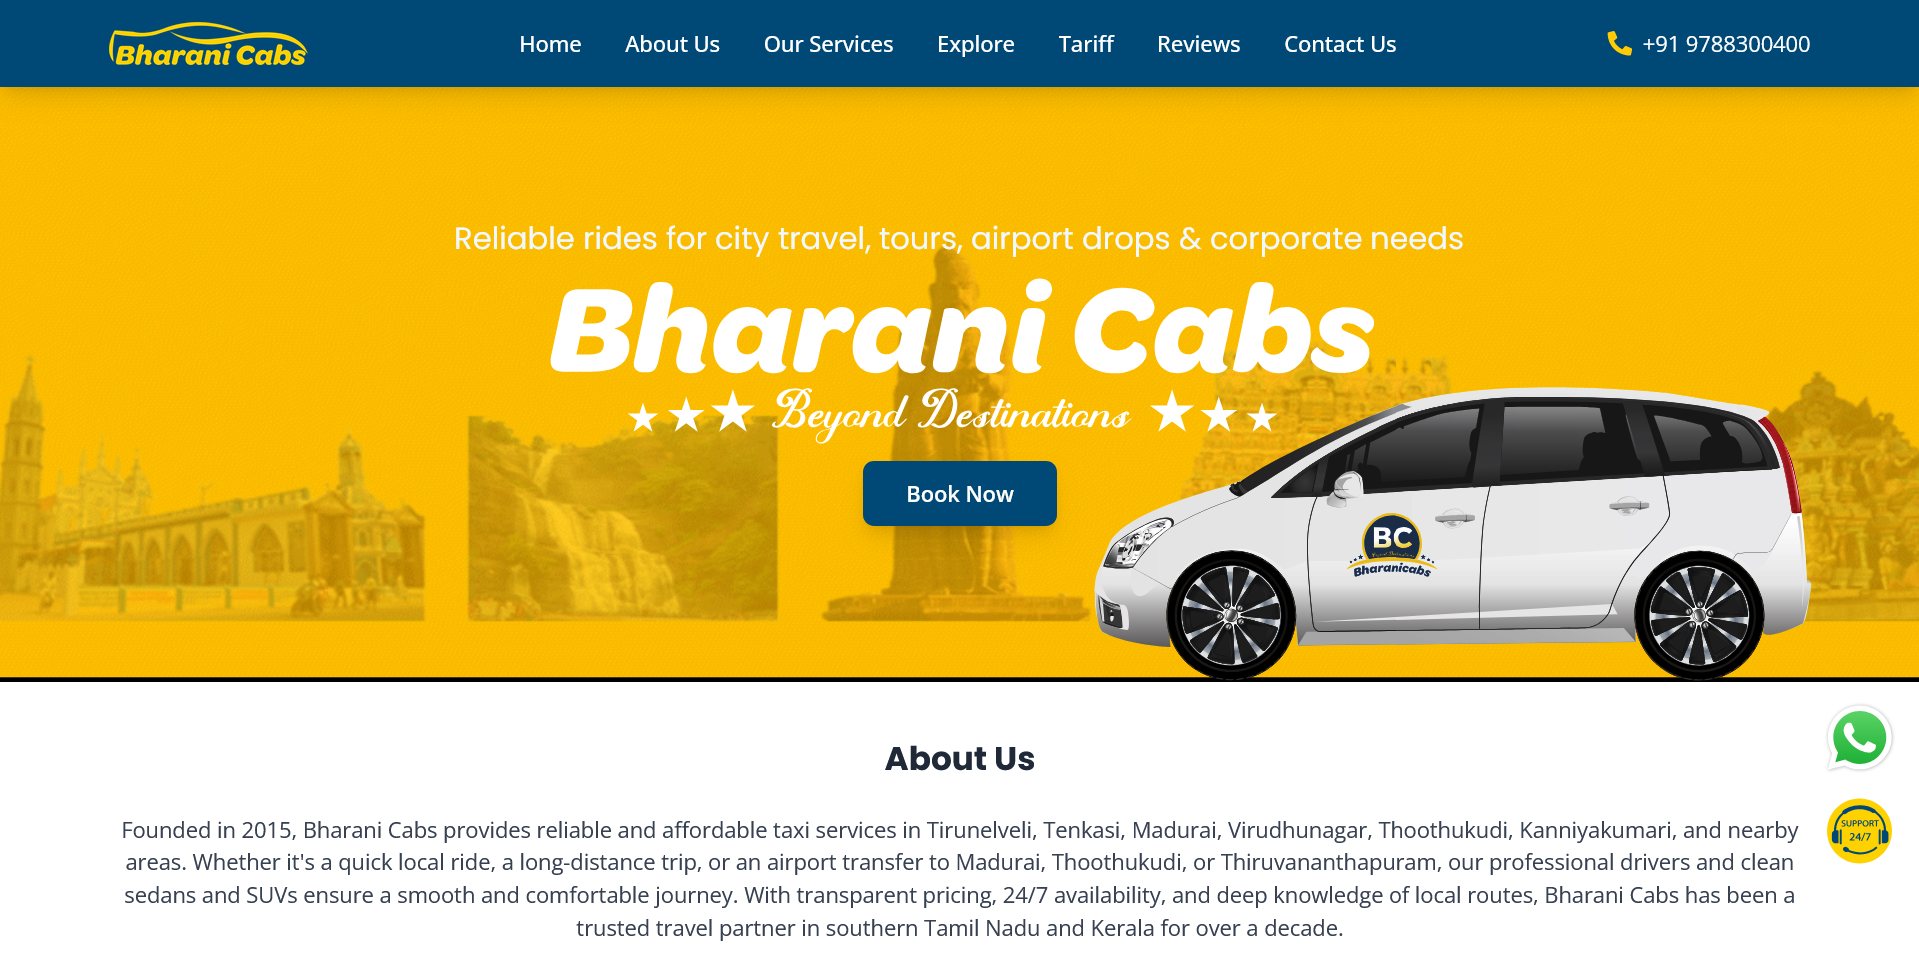 Bharani Cabs
Home About Us Our Services Explore Tariff Reviews Contact Us
+91 9788300400
Reliable rides for city travel, tours, airport drops & corporate needs
Bharani Cabs
Beyond Destinations
Book Now
BC
Bharanicabs
About Us
Founded in 2015, Bharani Cabs provides reliable and affordable taxi services in Tirunelveli, Tenkasi, Madurai, Virudhunagar, Thoothukudi, Kanniyakumari, and nearby
areas. Whether it's a quick local ride, a long-distance trip, or an airport transfer to Madurai, Thoothukudi, or Thiruvananthapuram, our professional drivers and clean
sedans and SUVs ensure a smooth and comfortable journey. With transparent pricing, 24/7 availability, and deep knowledge of local routes, Bharani Cabs has been a
trusted travel partner in southern Tamil Nadu and Kerala for over a decade.
SUPPORT
24/7